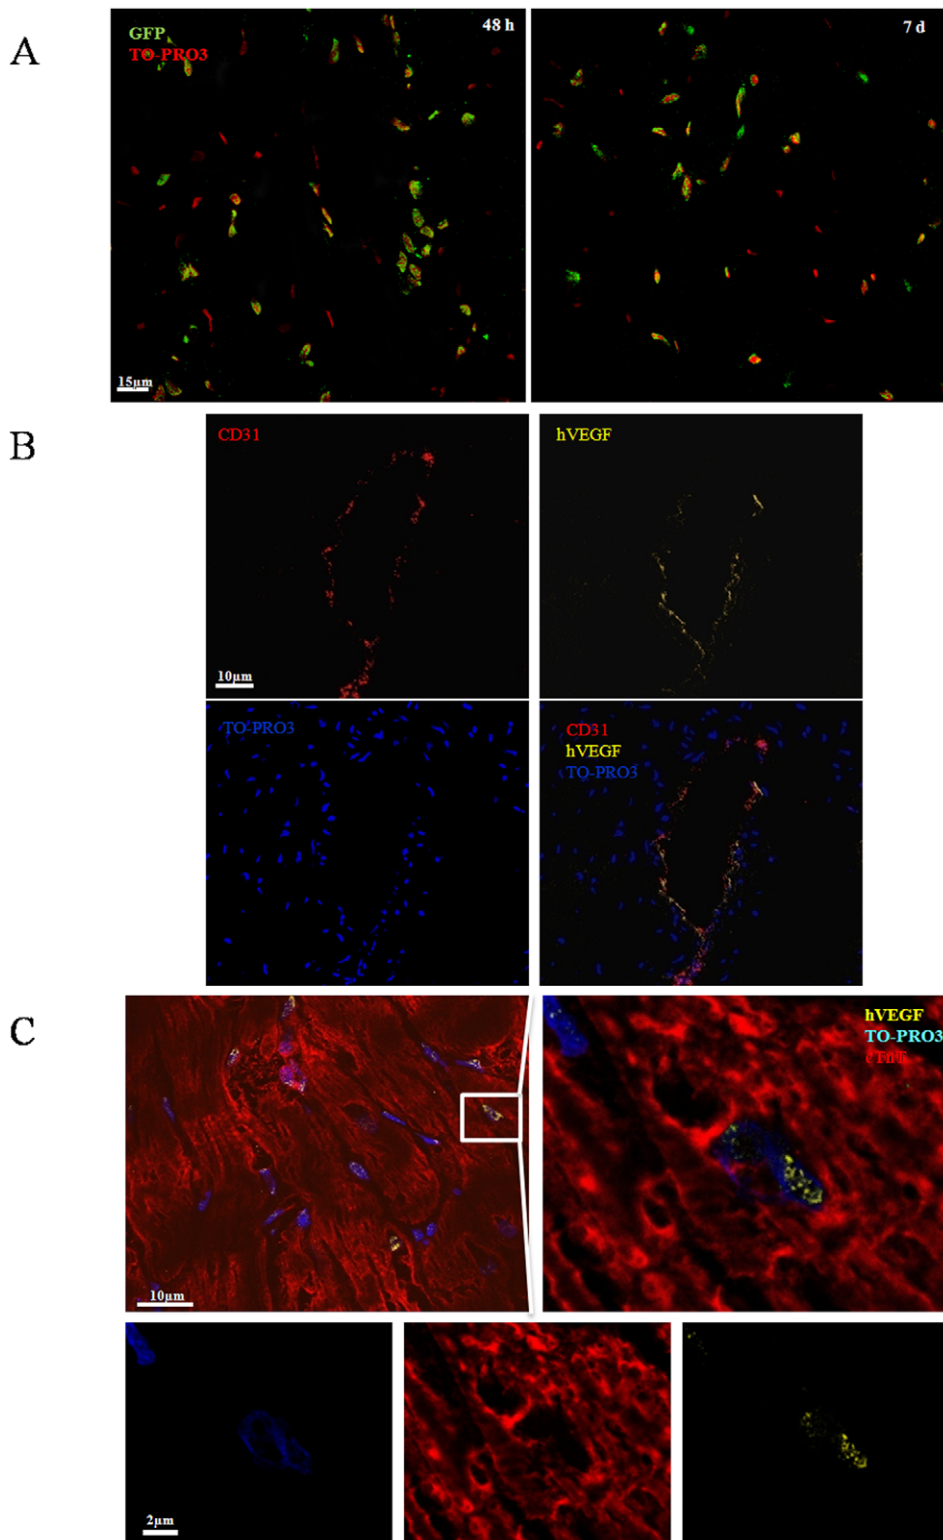 A
GFP
TO-PRO3
48 h
7 d
15µm
B
CD31
hVEGF
10µm
TO-PRO3
CD31
hVEGF
TO-PRO3
C
hVEGF
TO-PRO3
cTnT
10µm
2µm